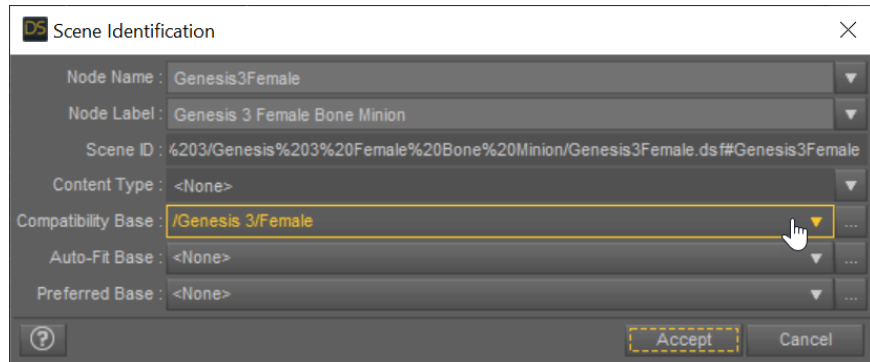 DS Scene Identification
Node Name : Genesis3Female
Node Label : Genesis 3 Female Bone Minion
Scene ID : %203/Genesis%203%20Female%20Bone%20Minion/Genesis3Female.dsf#Genesis3Female
Content Type : <None>
Compatibility Base : /Genesis 3/Female
Auto-Fit Base : <None>
Preferred Base : <None>
? Accept Cancel